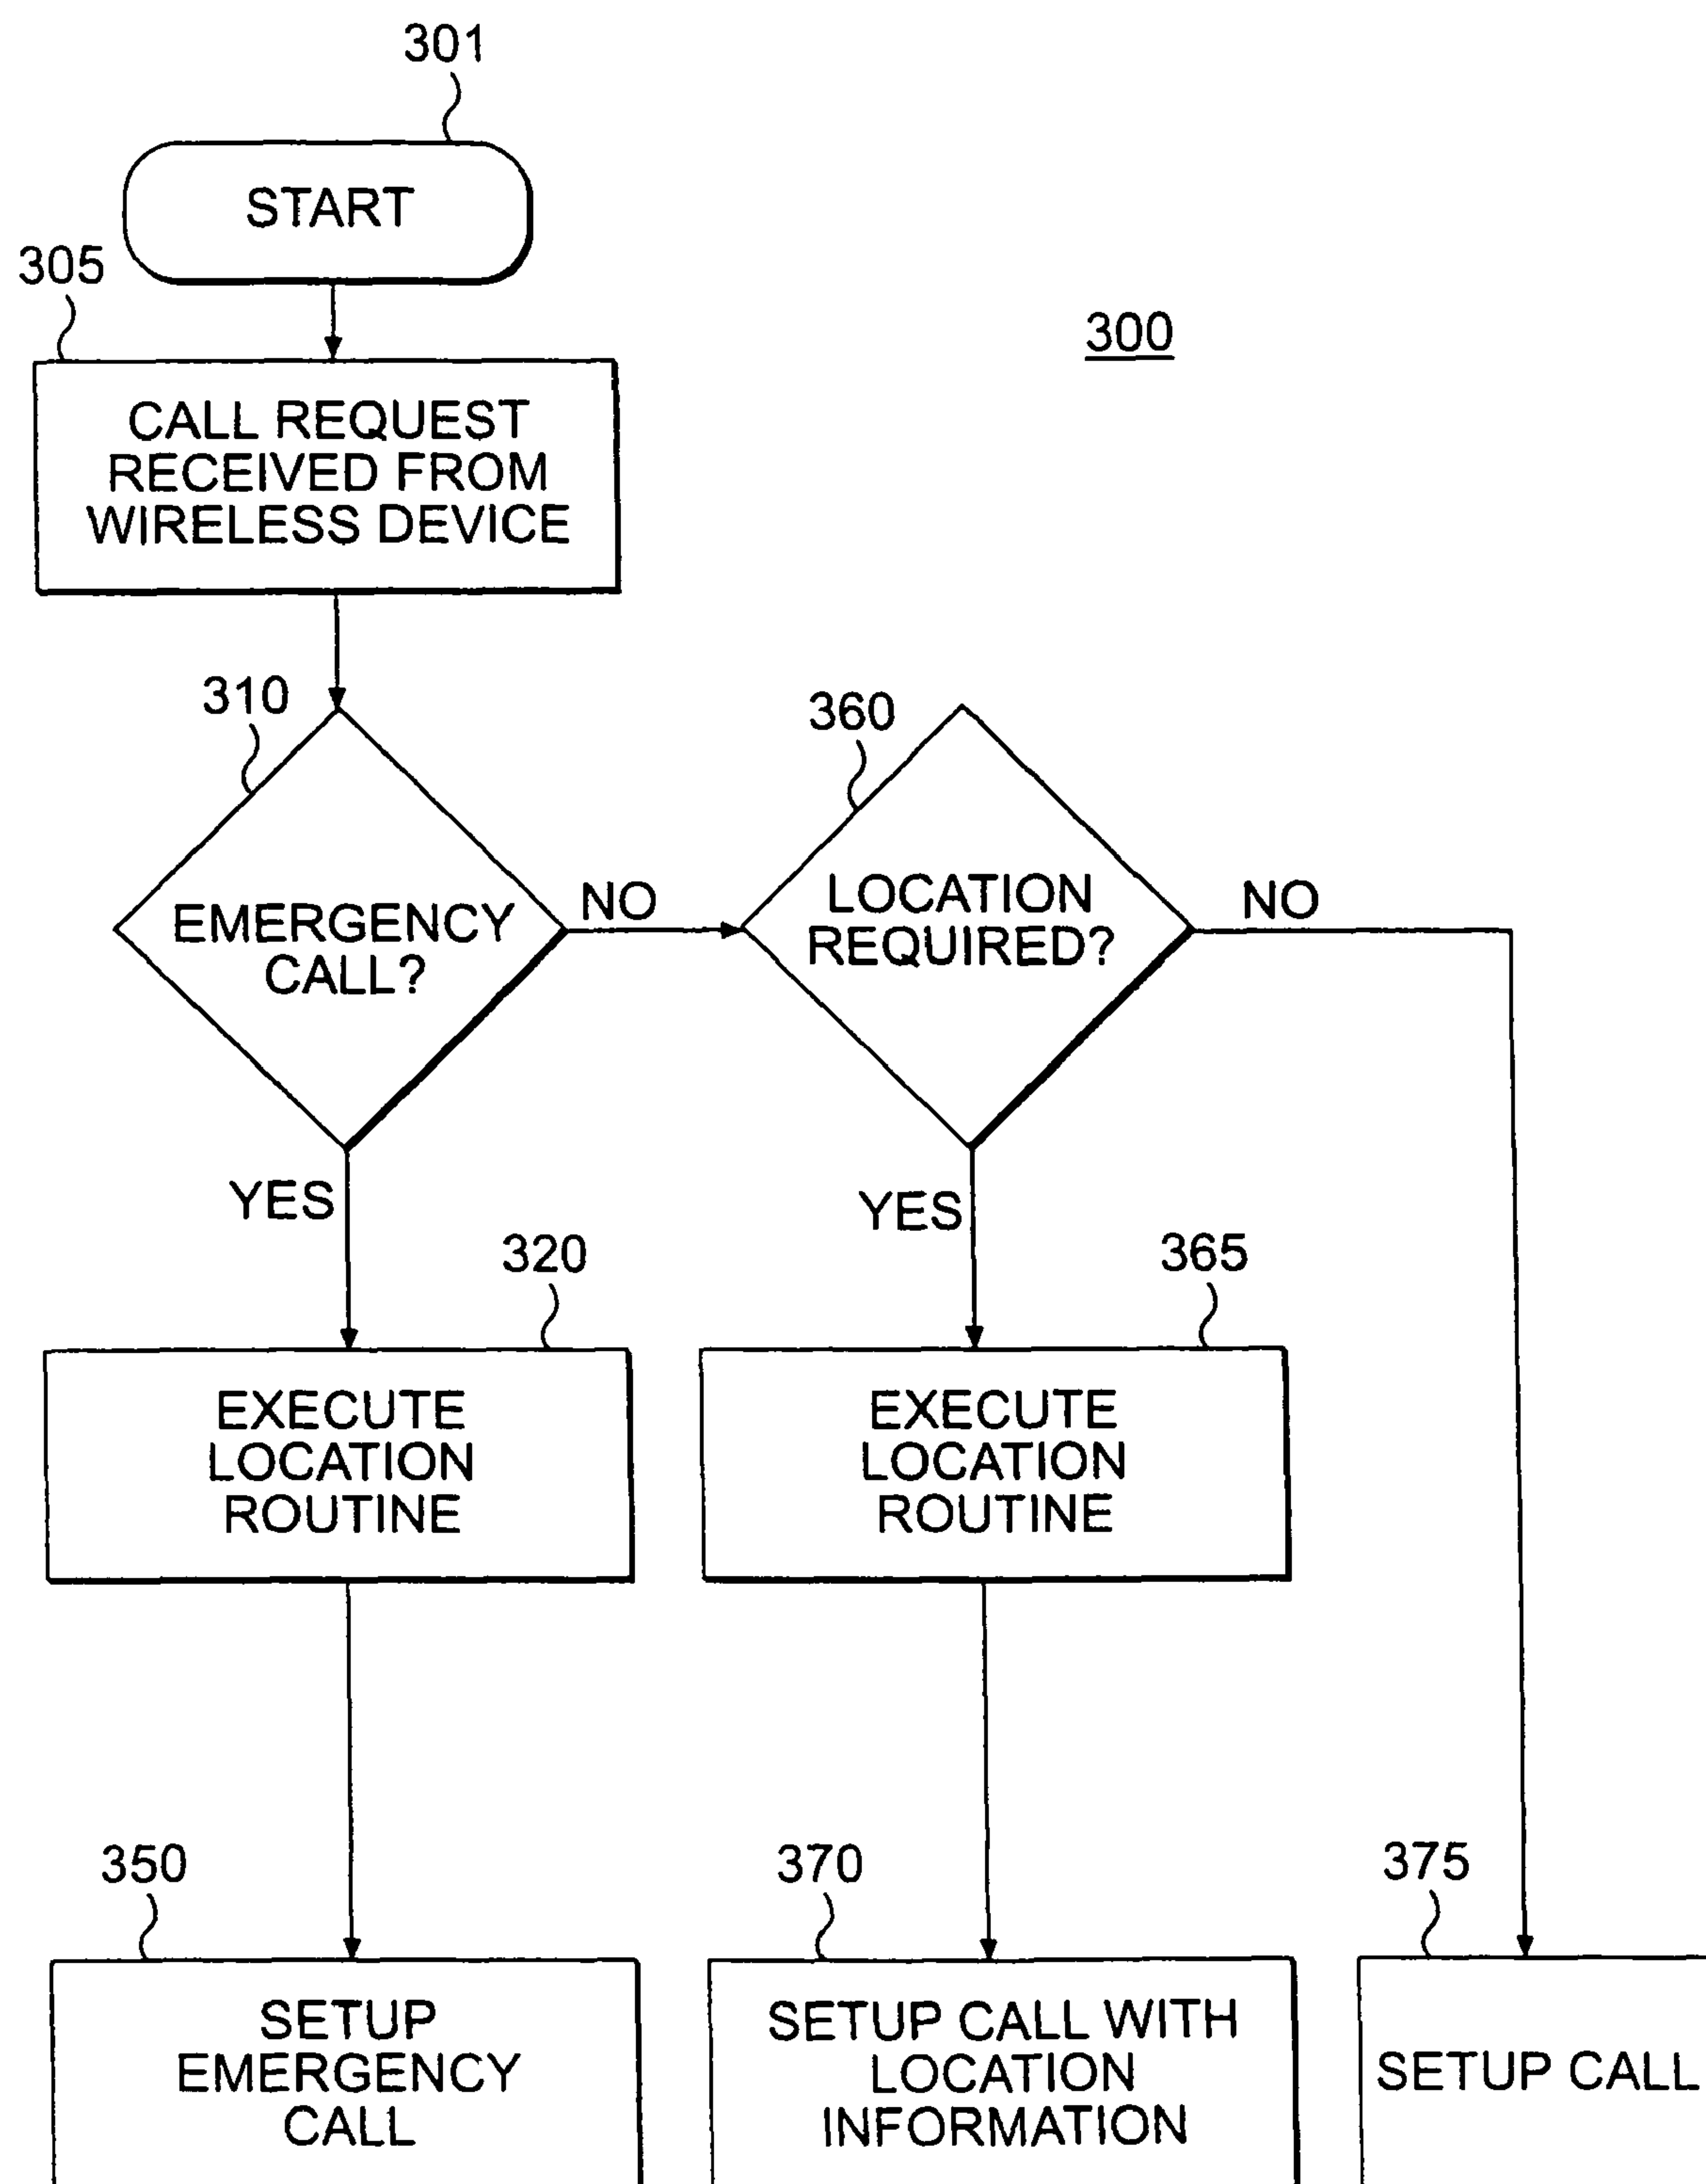 301
START
305
300
CALL REQUEST
RECEIVED FROM
WIRELESS DEVICE
310
360
EMERGENCY
CALL?
NO
LOCATION
REQUIRED?
NO
YES
YES
320
365
EXECUTE
LOCATION
ROUTINE
EXECUTE
LOCATION
ROUTINE
350
370
375
SETUP
EMERGENCY
CALL
SETUP CALL WITH
LOCATION
INFORMATION
SETUP CALL